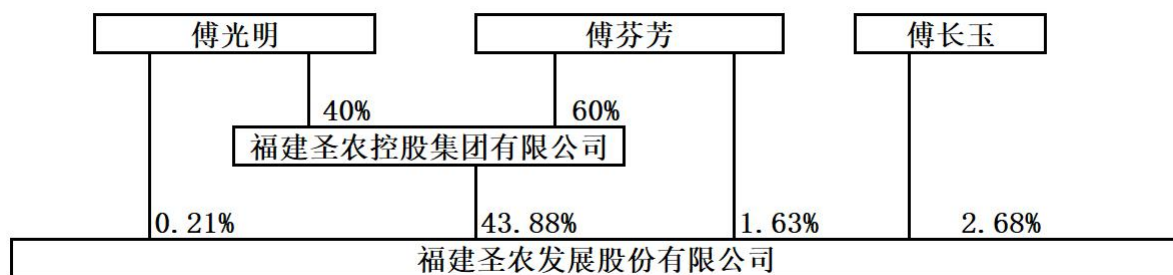 傅光明 傅芬芳 傅长玉
40% 60%
福建圣农控股集团有限公司
0.21% 43.88% 1.63% 2.68%
福建圣农发展股份有限公司